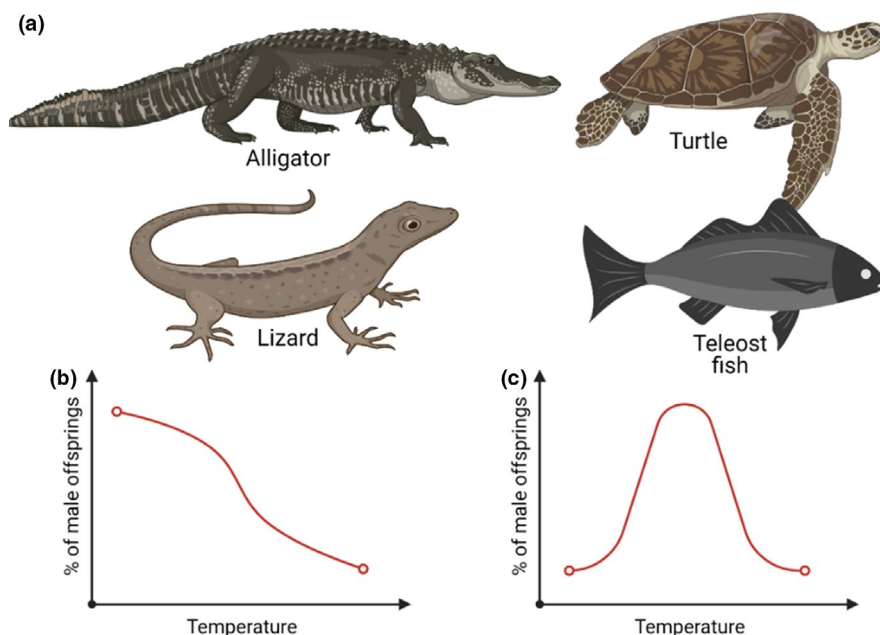 (a)
Alligator
Turtle
Lizard
Teleost
fish
(b)
% of male offsprings
Temperature
(c)
% of male offsprings
Temperature